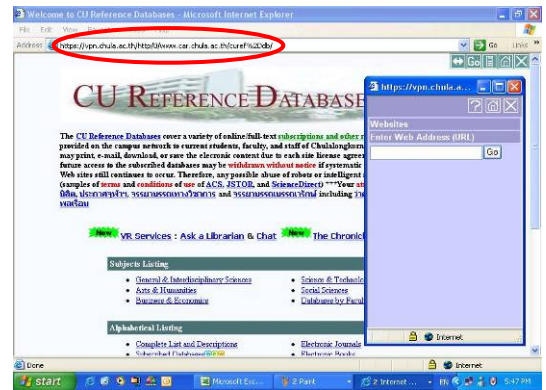 Welcome to CU Reference Databases - Microsoft Internet Explorer
File Edit View
Address https://vpn.chula.ac.th/http/0/www.car.chula.ac.th/curef%2Ddb/
Go Links »
Go
CU REFERENCE DATABASE
The CU Reference Databases cover a variety of online/full-text subscriptions and other
provided on the campus network to current students, faculty, and staff of Chulalongkorn
may print, e-mail, download, or save the electronic content due to each site license agree
future access to the subscribed databases may be withdrawn without notice if systematic
Web sites still continues to occur. Therefore, any possible abuse of robots or intelligent
(samples of terms and conditions of use of ACS, JSTOR, and ScienceDirect) ***Your
including
New VR Services : Ask a Librarian & Chat New The Chronicl
Subjects Listing
• General & Interdisciplinary Sciences
• Arts & Humanities
• Business & Economics
• Science & Technolo
• Social Sciences
• Databases by Facul
Alphabetical Listing
• Complete List and Descriptions
• Subscribed Databases
• Electronic Journals
• Electronic Books
https://vpn.chula.a...
Websites
Enter Web Address (URL)
Go
Internet
Done
Internet
start
Microsoft Exc...
2 Paint
2 Internet ...
EN
5:47 PM